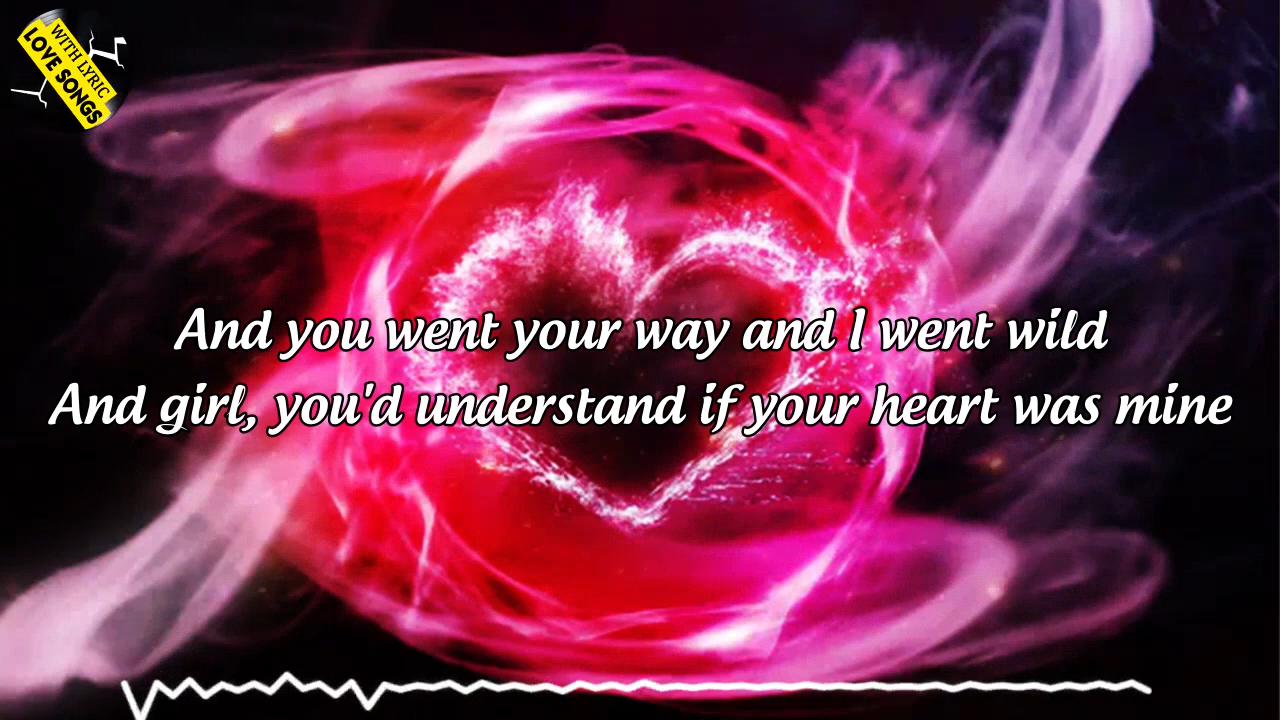 WITH LYRIC
LOVE SONGS
And you went your way and I went wild
And girl, you'd understand if your heart was mine